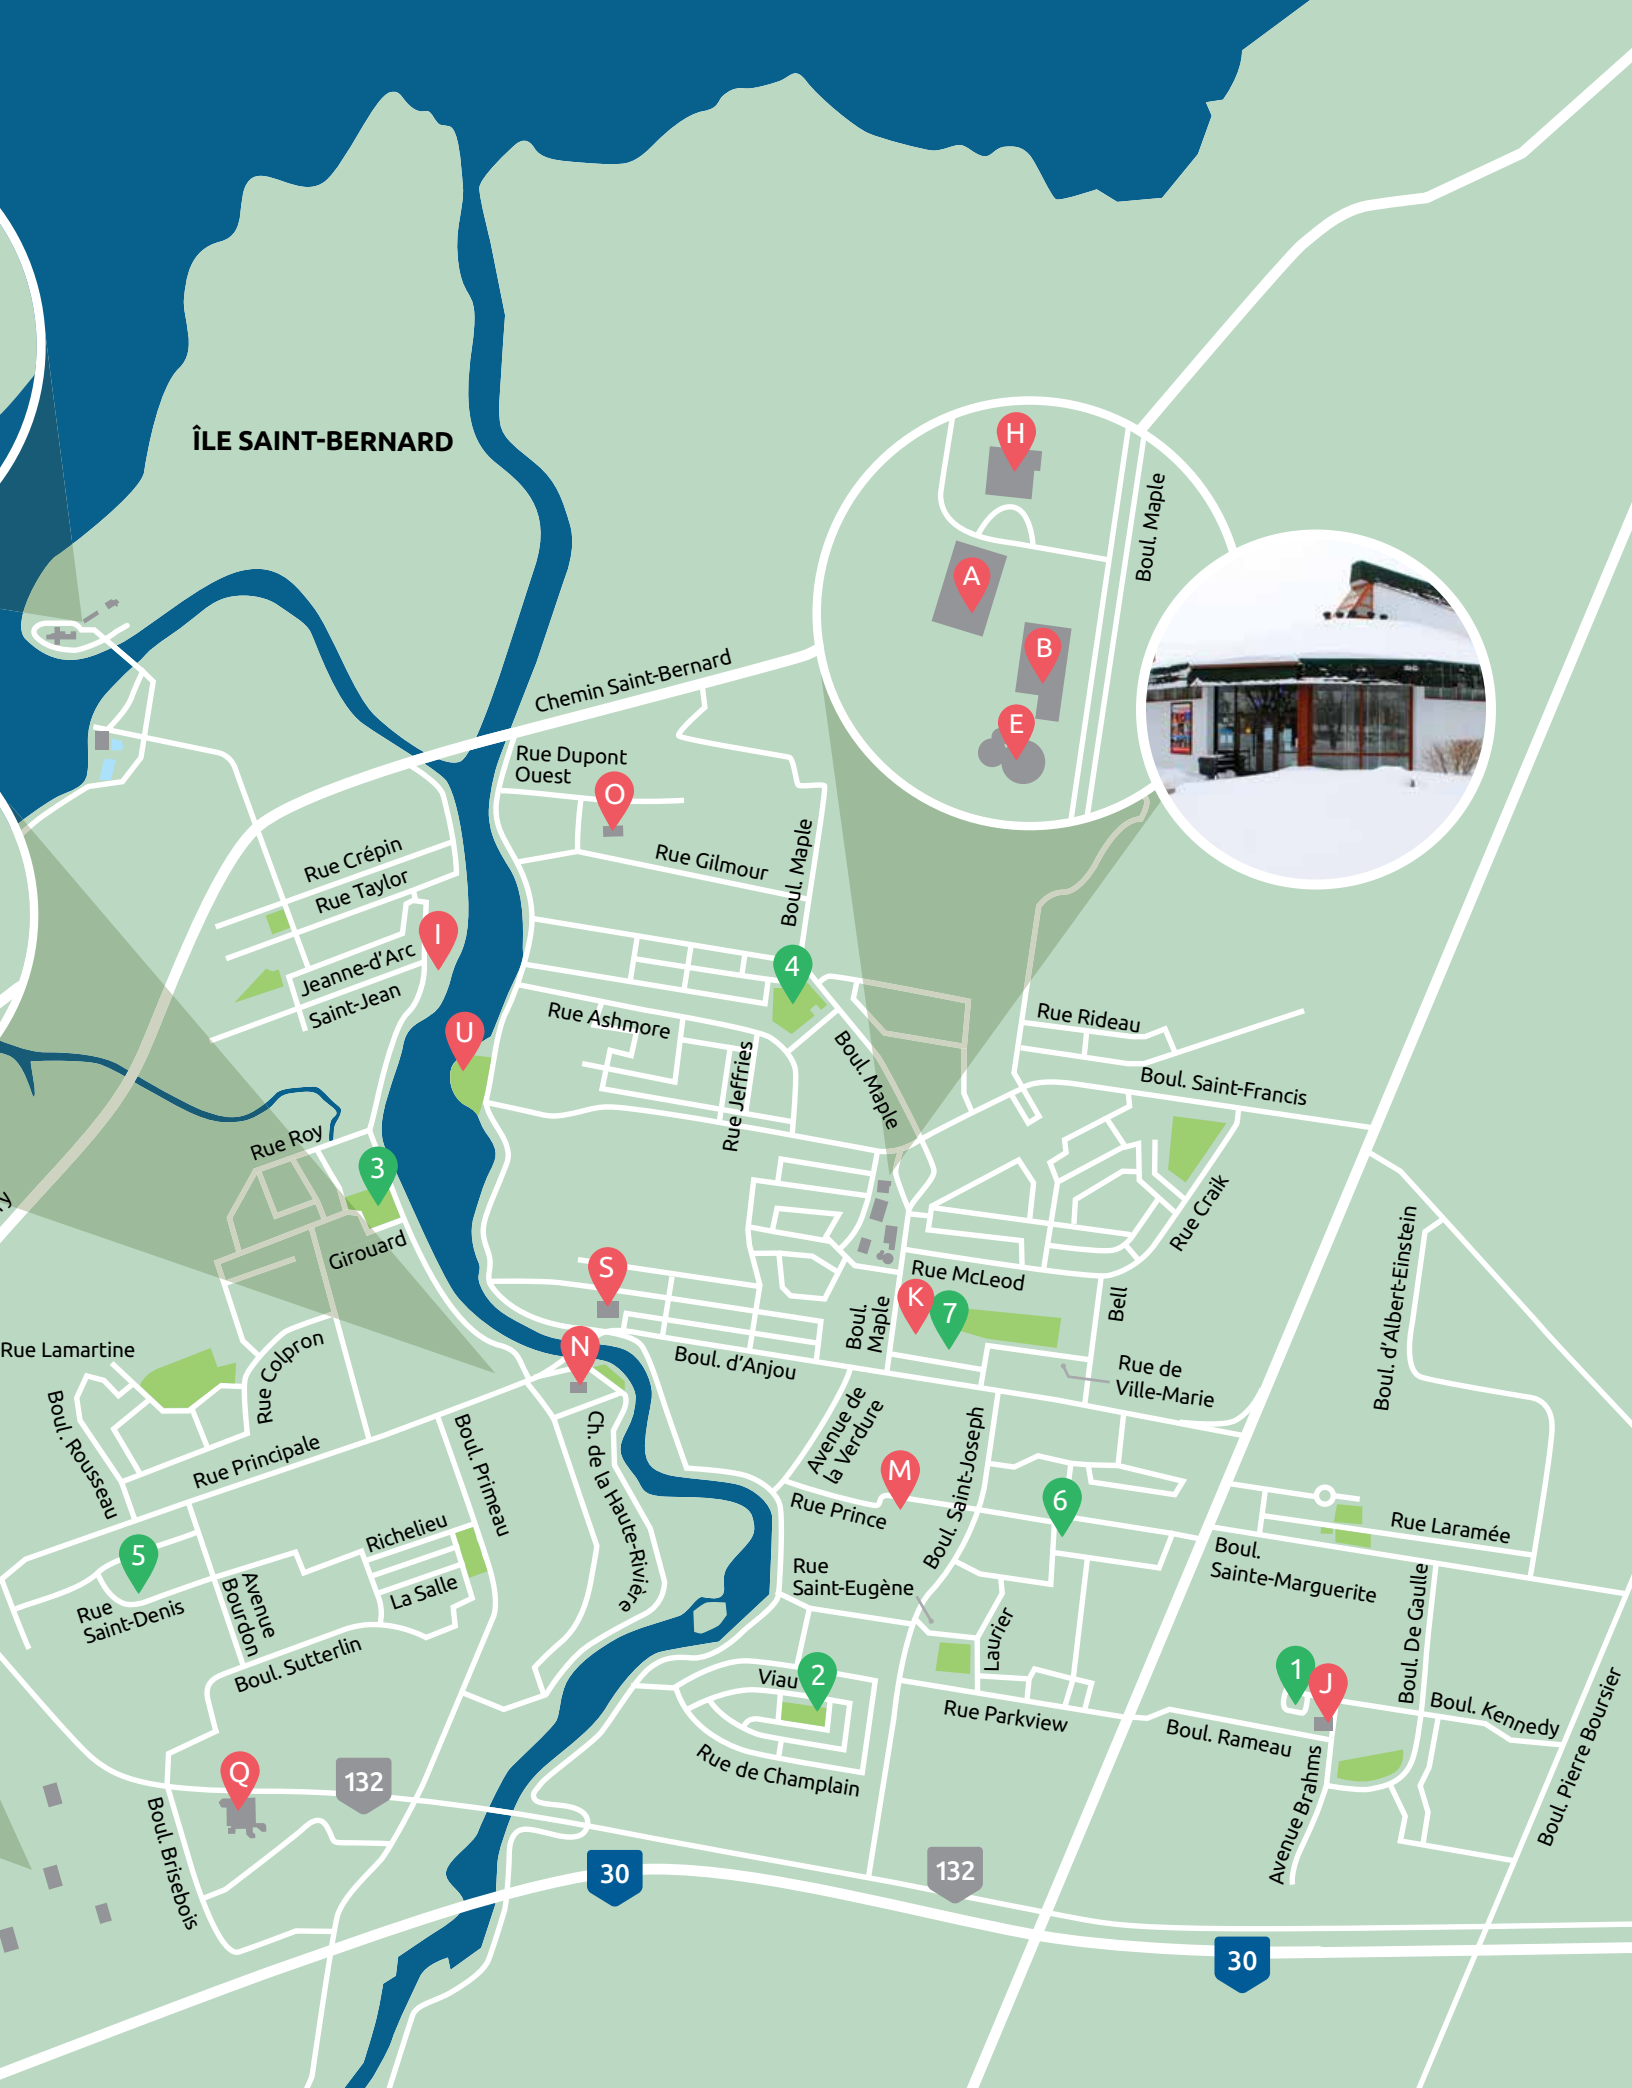 H
ÎLE SAINT-BERNARD
Boul. Maple
A
B
Chemin Saint-Bernard
E
Rue Dupont
Ouest
O
Rue Crépin
Rue Gilmour
Boul. Maple
Rue Taylor
I
Jeanne-d'Arc
4
Saint-Jean
Rue Ashmore
U
Rue Rideau
Boul. Maple
Rue Jeffries
Boul. Saint-Francis
Rue Roy
3
Rue Craik
Girouard
S
Rue McLeod
K
7
Boul.
Maple
Bell
Boul. d'Albert-Einstein
N
Rue Lamartine
Rue Colpron
Boul. d'Anjou
Rue de
Ville-Marie
Boul. Rousseau
Avenue de
la Verdure
Boul. Saint-Joseph
Rue Principale
Boul. Primeau
Ch. de la Haute-Rivière
M
Rue Prince
6
Rue Laramée
Richelieu
5
Boul.
Sainte-Marguerite
Rue
Saint-Eugène
La Salle
Avenue
Bourdon
Rue
Saint-Denis
Laurier
Boul. De Gaulle
Boul. Sutterlin
Viau
2
1
J
Rue Parkview
Boul. Rameau
Boul. Kennedy
Boul. Pierre Boursier
Rue de Champlain
Q
132
Avenue Brahms
Boul. Brisebois
30
132
30